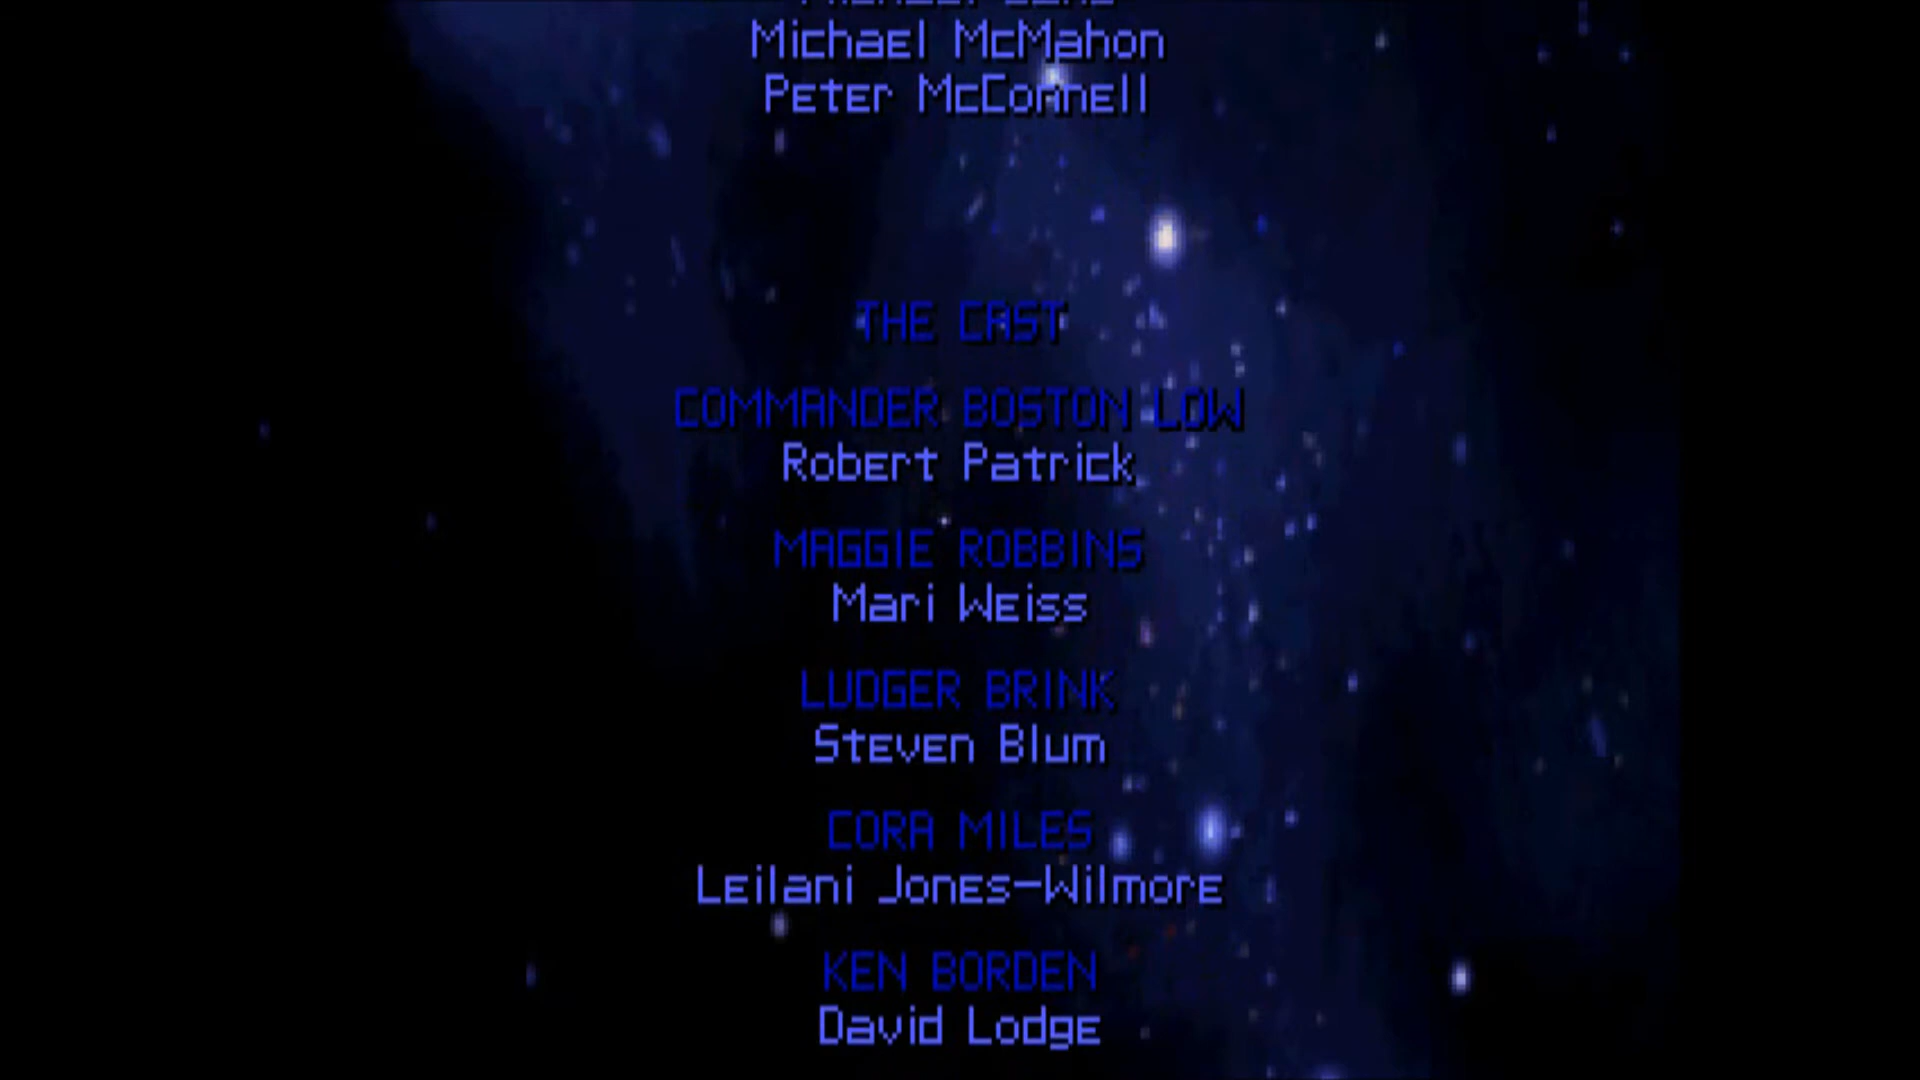 Michael McMahon
Peter McConnell
THE CAST
COMMANDER BOSTON LOW
Robert Patrick
MAGGIE ROBBINS
Mari Weiss
LUDGER BRINK
Steven Blum
CORA MILES
Leilani Jones-Wilmore
KEN BORDEN
David Lodge